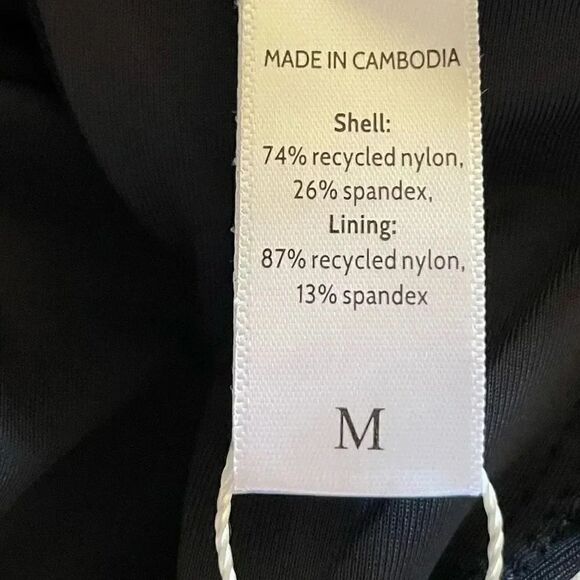 MADE IN CAMBODIA
Shell:
74% recycled nylon,
26% spandex,
Lining:
87% recycled nylon,
13% spandex
M